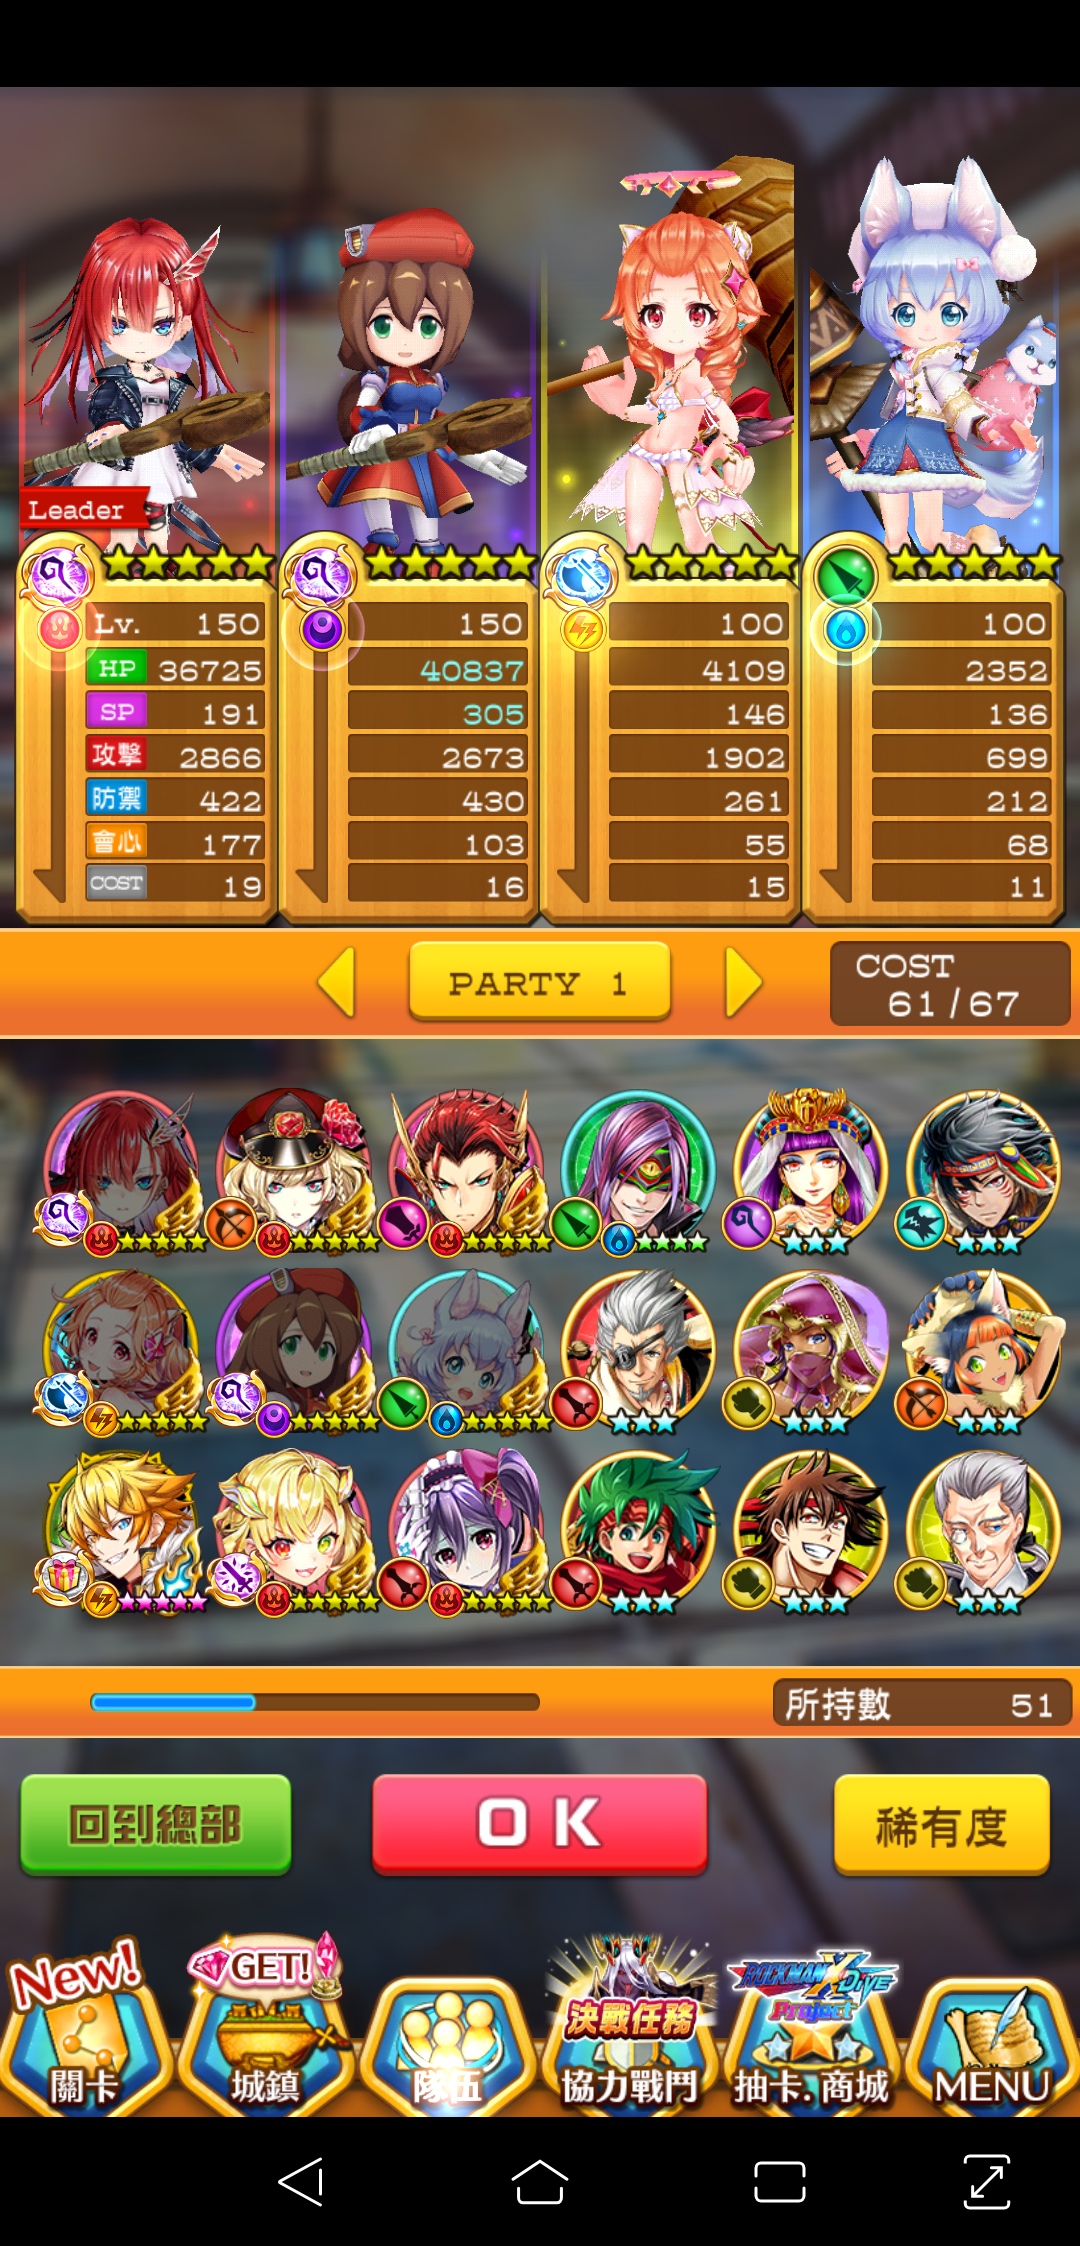 Leader
Lv. 150 150 100 100
HP 36725 40837 4109 2352
SP 191 305 146 136
攻擊 2866 2673 1902 699
防禦 422 430 261 212
會心 177 103 55 68
COST 19 16 15 11
PARTY 1
COST
61/67
所持數 51
回到總部
OK
稀有度
New!
GET!
決戰任務
ROCKMAN X DiVE
Project
關卡
城鎮
隊伍
協力戰鬥
抽卡.商城
MENU